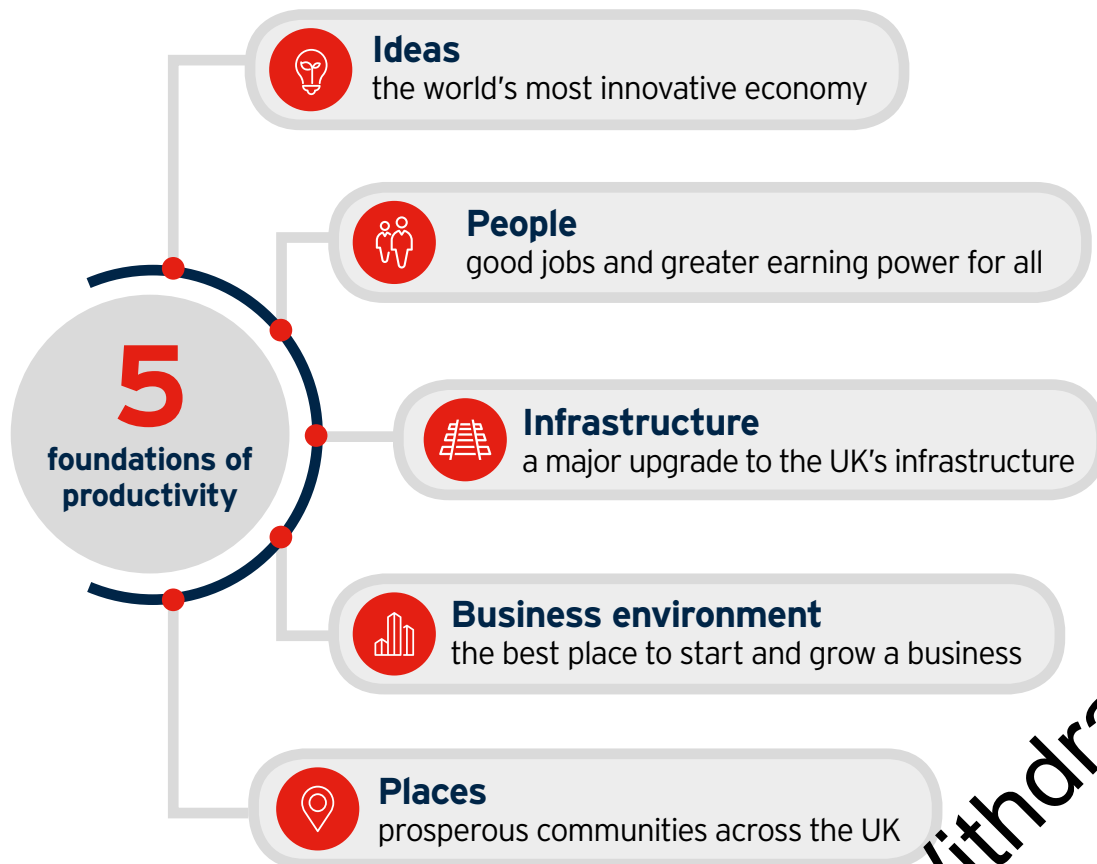 Ideas
the world's most innovative economy
People
good jobs and greater earning power for all
5
foundations of
productivity
Infrastructure
a major upgrade to the UK's infrastructure
Business environment
the best place to start and grow a business
Places
prosperous communities across the UK